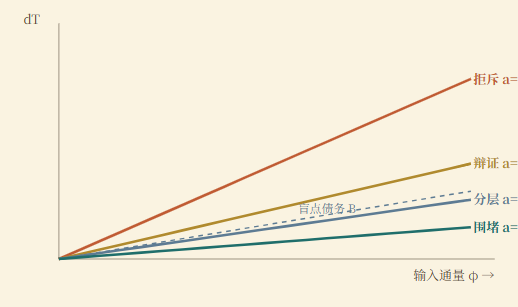 dT
拒斥 a=
辩证 a=
分层 a=
盲点债务 B
围堵 a=
输入通量 φ →